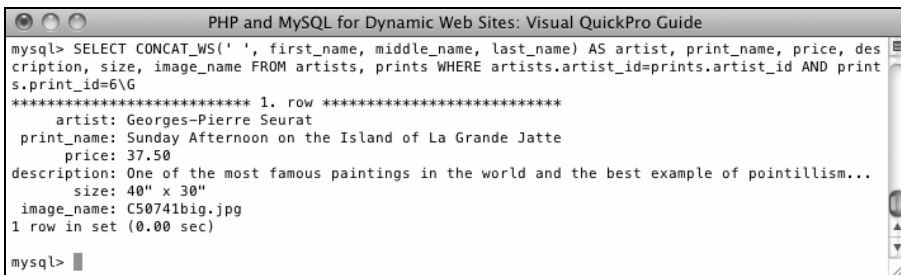 PHP and MySQL for Dynamic Web Sites: Visual QuickPro Guide
mysql> SELECT CONCAT_WS(' ', first_name, middle_name, last_name) AS artist, print_name, price, des
cription, size, image_name FROM artists, prints WHERE artists.artist_id=prints.artist_id AND print
s.print_id=6\G
*************************** 1. row ***************************
artist: Georges-Pierre Seurat
print_name: Sunday Afternoon on the Island of La Grande Jatte
price: 37.50
description: One of the most famous paintings in the world and the best example of pointillism...
size: 40" x 30"
image_name: C50741big.jpg
1 row in set (0.00 sec)
mysql>